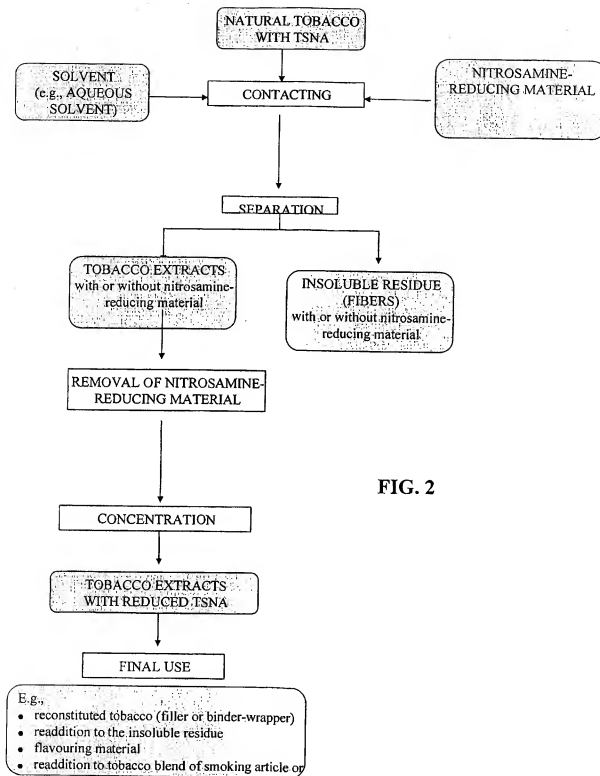 NATURAL TOBACCO
WITH TSNA
SOLVENT
(e.g., AQUEOUS
SOLVENT)
CONTACTING
NITROSAMINE-
REDUCING MATERIAL
SEPARATION
TOBACCO EXTRACTS
with or without nitrosamine-
reducing material
INSOLUBLE RESIDUE
(FIBERS)
with or without nitrosamine-
reducing material
REMOVAL OF NITROSAMINE-
REDUCING MATERIAL
FIG. 2
CONCENTRATION
TOBACCO EXTRACTS
WITH REDUCED TSNA
FINAL USE
E.g.,
• reconstituted tobacco (filler or binder-wrapper)
• readdition to the insoluble residue
• flavouring material
• readdition to tobacco blend of smoking article or